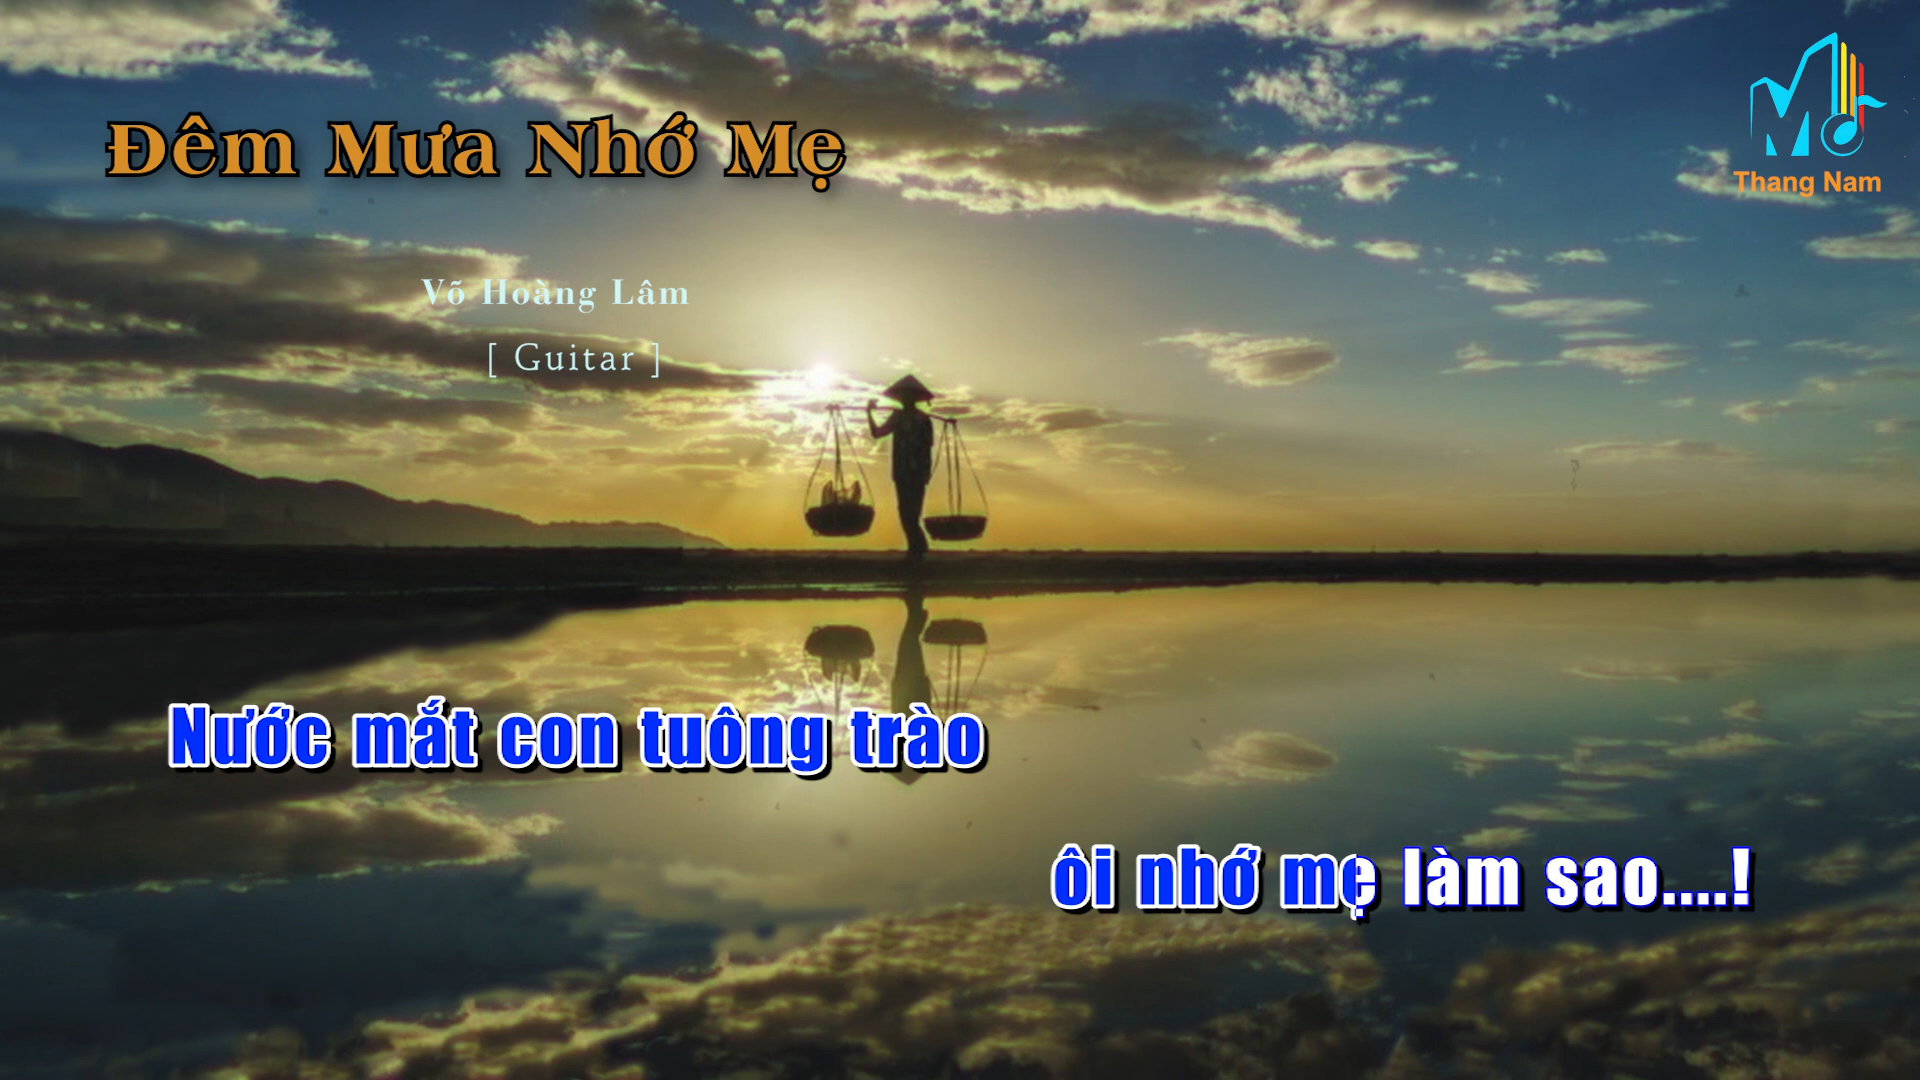 Đêm Mưa Nhớ Mẹ
Thang Nam
Võ Hoàng Lâm
[ Guitar ]
Nước mắt con tuông trào
ôi nhớ mẹ làm sao....!